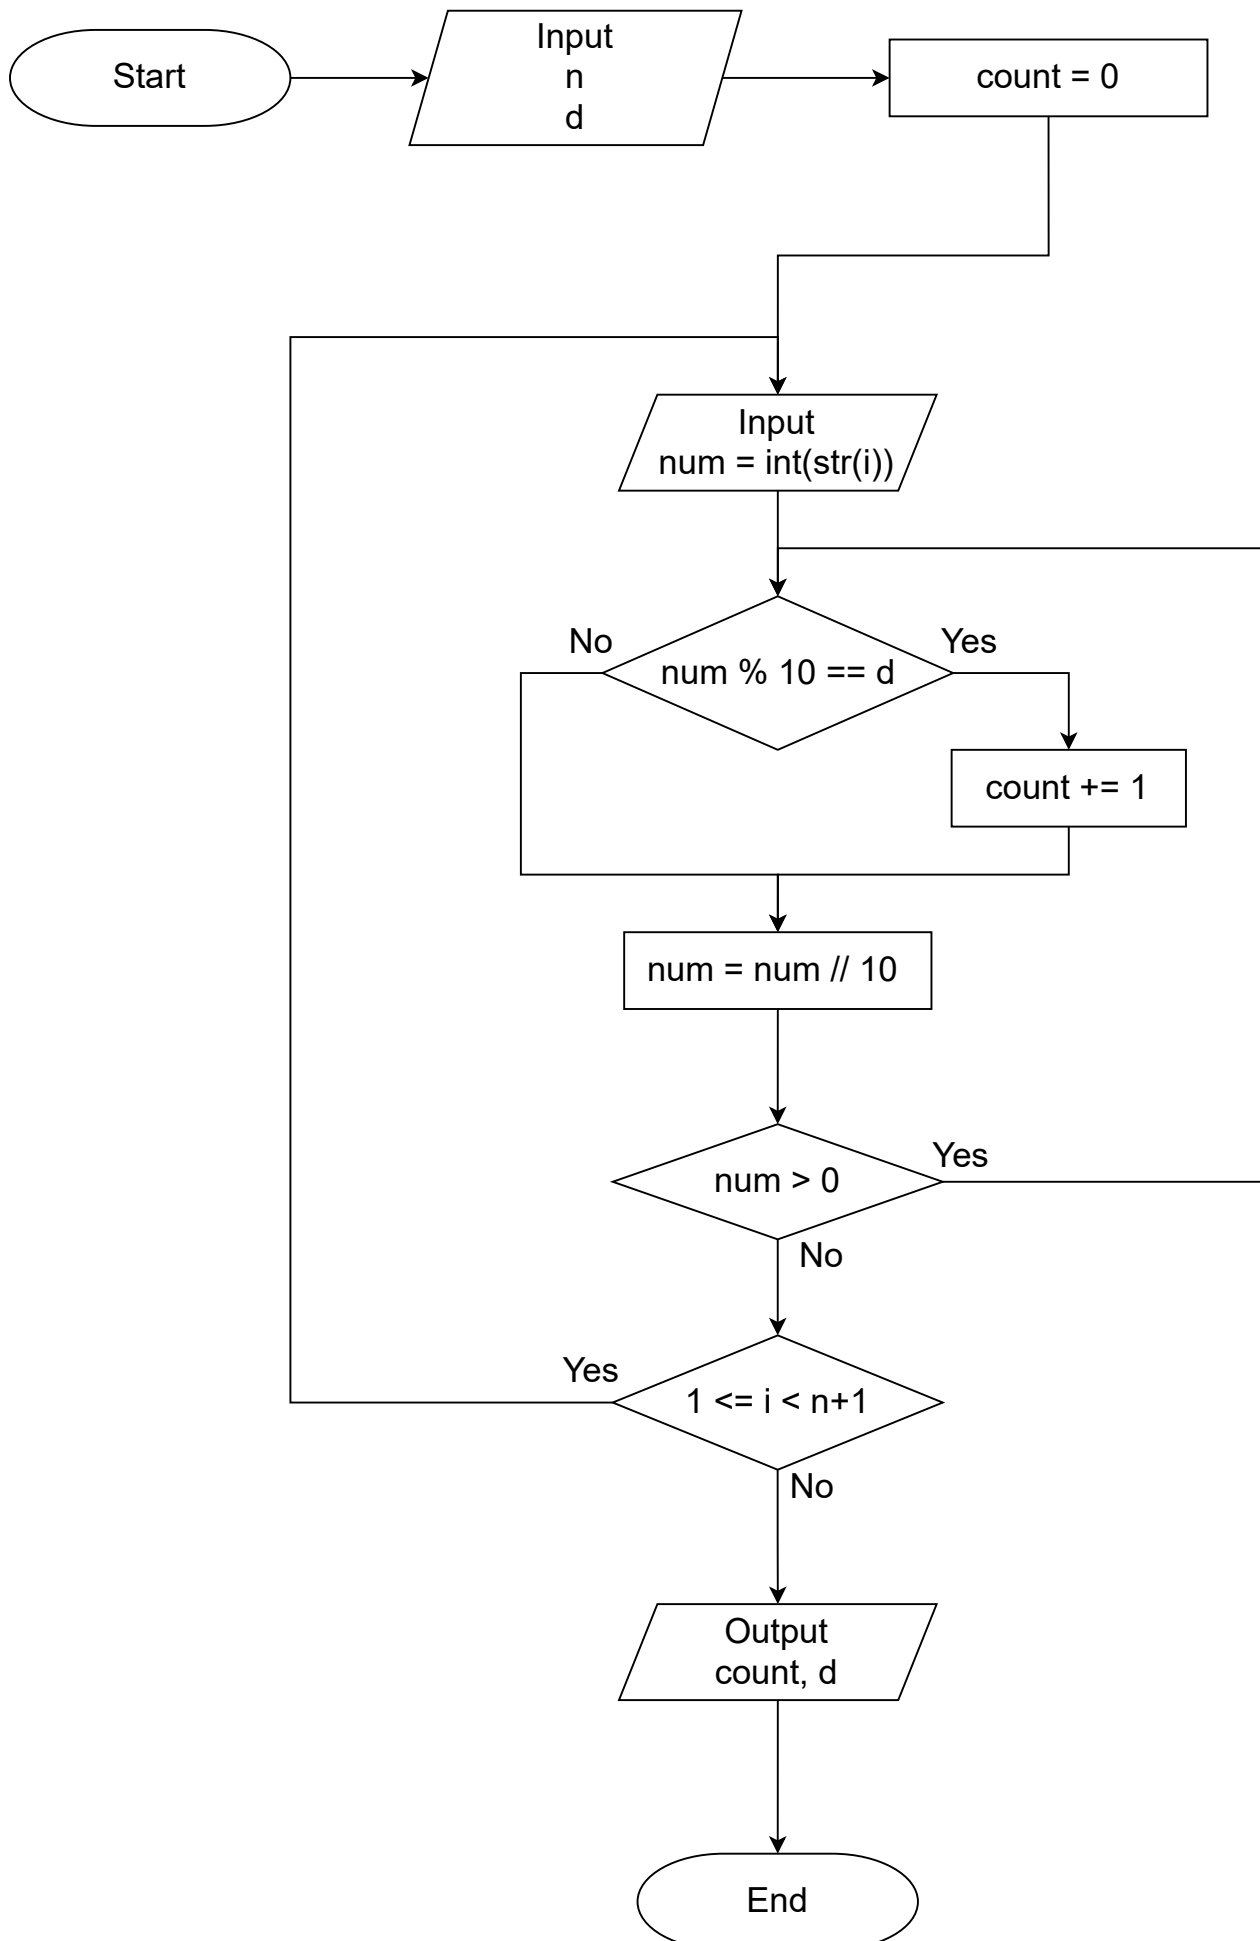 Start
Input
n
d
count = 0
Input
num = int(str(i))
No
Yes
num % 10 == d
count += 1
num = num // 10
Yes
num > 0
No
Yes
1 <= i < n+1
No
Output
count, d
End